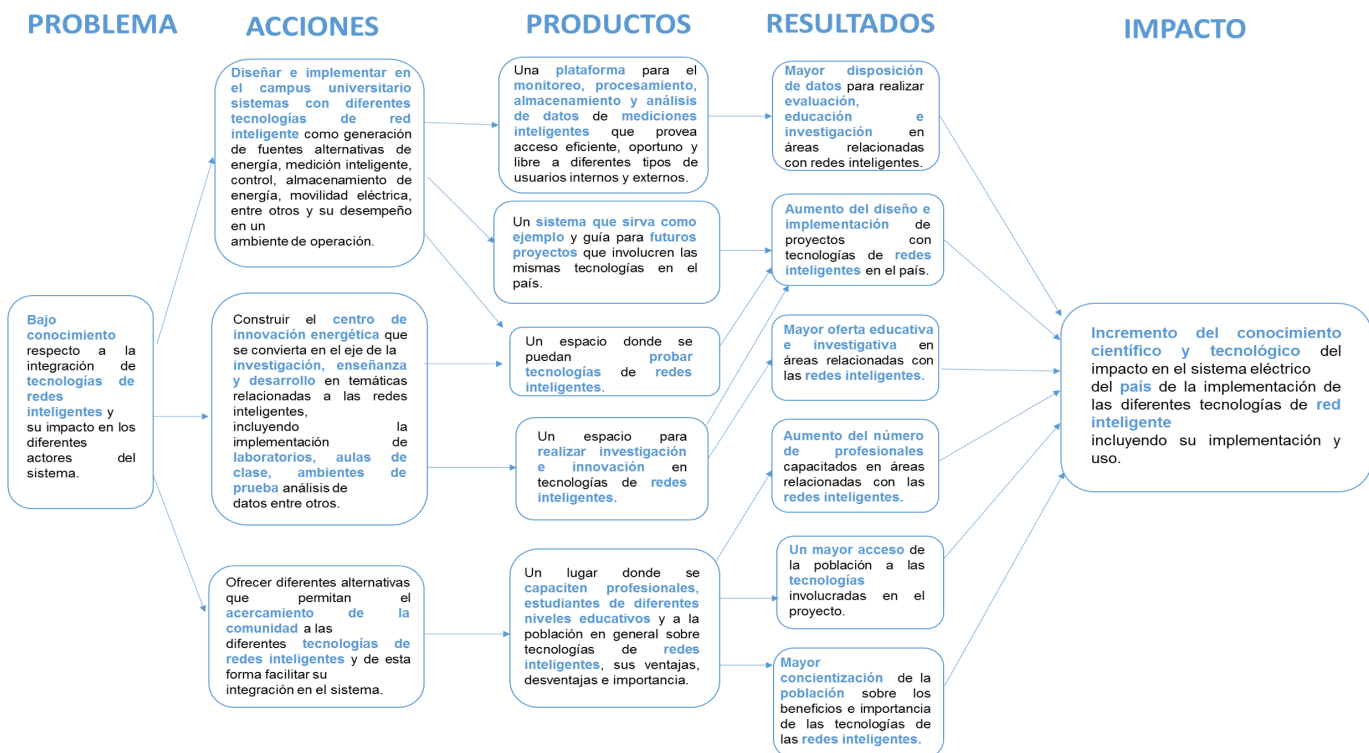 PROBLEMA
ACCIONES
PRODUCTOS
RESULTADOS
IMPACTO
Bajo
conocimiento
respecto a la
integración de
tecnologías de
redes
inteligentes y
su impacto en los
diferentes
actores del
sistema.
Diseñar e implementar en
el campus universitario
sistemas con diferentes
tecnologías de red
inteligente como generación
de fuentes alternativas de
energía, medición inteligente,
control, almacenamiento de
energía, movilidad eléctrica,
entre otros y su desempeño
en un
ambiente de operación.
Construir el centro de
innovación energética que
se convierta en el eje de la
investigación, enseñanza
y desarrollo en temáticas
relacionadas a las redes
inteligentes,
incluyendo la
implementación de
laboratorios, aulas de
clase, ambientes de
prueba análisis de
datos entre otros.
Ofrecer diferentes alternativas
que permitan el
acercamiento de la
comunidad a las
diferentes tecnologías de
redes inteligentes y de esta
forma facilitar su
integración en el sistema.
Una plataforma para el
monitoreo, procesamiento,
almacenamiento y análisis
de datos de mediciones
inteligentes que provea
acceso eficiente, oportuno y
libre a diferentes tipos de
usuarios internos y externos.
Un sistema que sirva como
ejemplo y guía para futuros
proyectos que involucren las
mismas tecnologías en el
país.
Un espacio donde se
puedan probar
tecnologías de redes
inteligentes.
Un espacio para
realizar investigación
e innovación en
tecnologías de redes
inteligentes.
Un lugar donde se
capaciten profesionales,
estudiantes de diferentes
niveles educativos y a la
población en general sobre
tecnologías de redes
inteligentes, sus ventajas,
desventajas e importancia.
Mayor disposición
de datos para realizar
evaluación,
educación e
investigación en
áreas relacionadas
con redes inteligentes.
Aumento del diseño e
implementación de
proyectos con
tecnologías de redes
inteligentes en el país.
Mayor oferta educativa
e investigativa en
áreas relacionadas con
las redes inteligentes.
Aumento del número
de profesionales
capacitados en áreas
relacionadas con las
redes inteligentes.
Un mayor acceso de
la población a las
tecnologías
involucradas en el
proyecto.
Mayor
concientización de la
población sobre los
beneficios e importancia
de las tecnologías de
las redes inteligentes.
Incremento del conocimiento
científico y tecnológico del
impacto en el sistema eléctrico
del país de la implementación de
las diferentes tecnologías de red
inteligente
incluyendo su implementación y
uso.